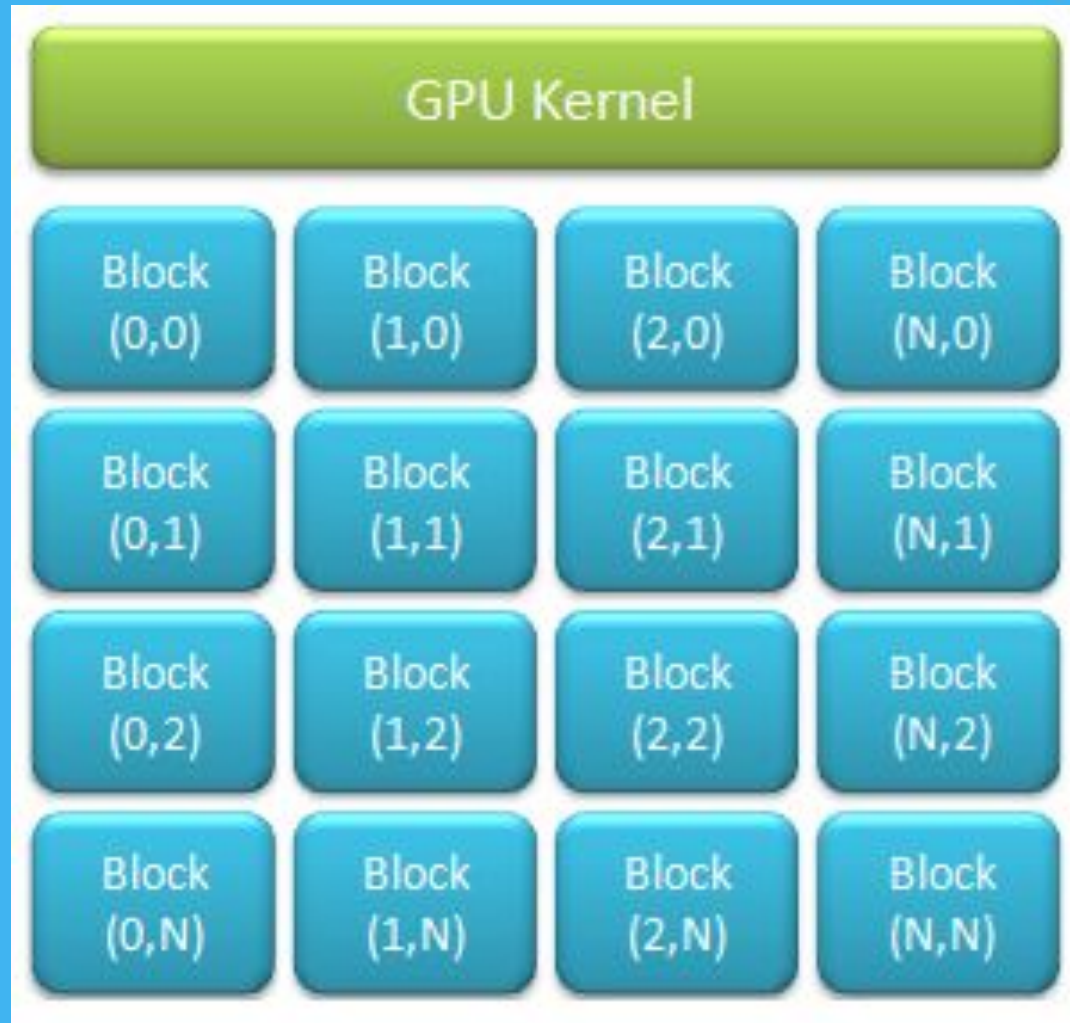 GPU Kernel
Block
(0,0)
Block
(1,0)
Block
(2,0)
Block
(N,0)
Block
(0,1)
Block
(1,1)
Block
(2,1)
Block
(N,1)
Block
(0,2)
Block
(1,2)
Block
(2,2)
Block
(N,2)
Block
(0,N)
Block
(1,N)
Block
(2,N)
Block
(N,N)